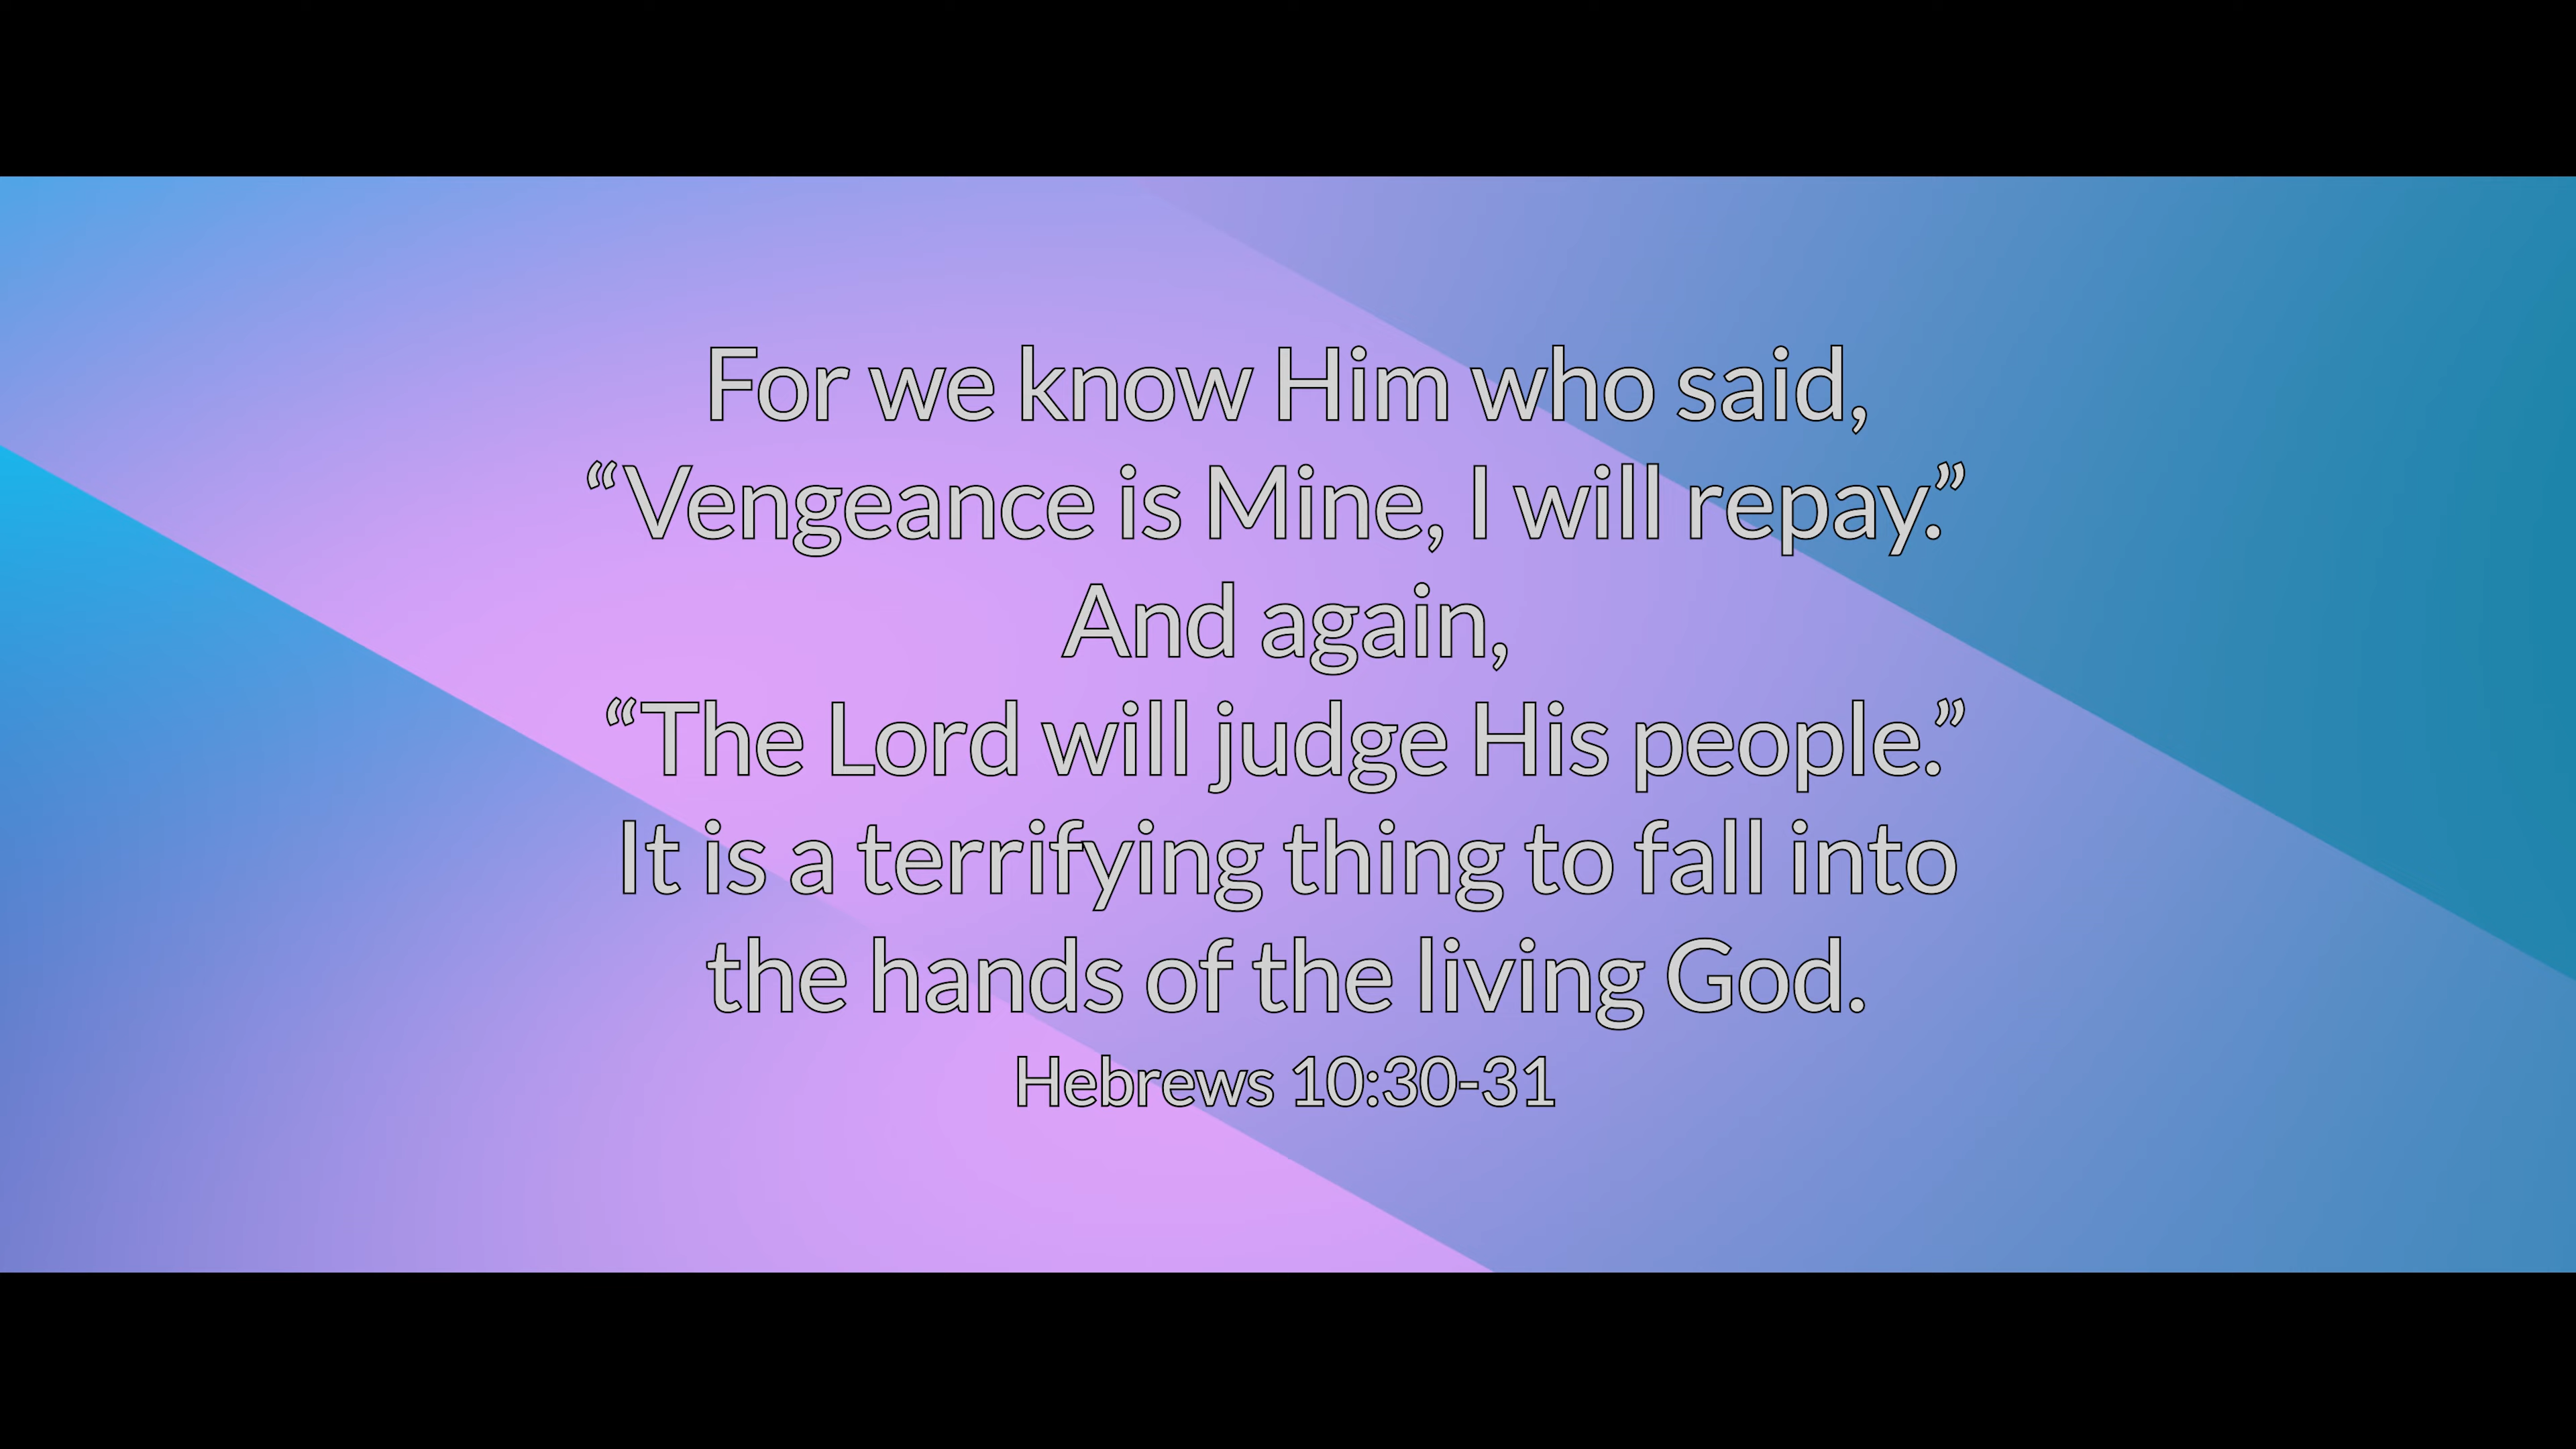 For we know Him who said,
“Vengeance is Mine, I will repay.”
And again,
“The Lord will judge His people.”
It is a terrifying thing to fall into
the hands of the living God.
Hebrews 10:30-31